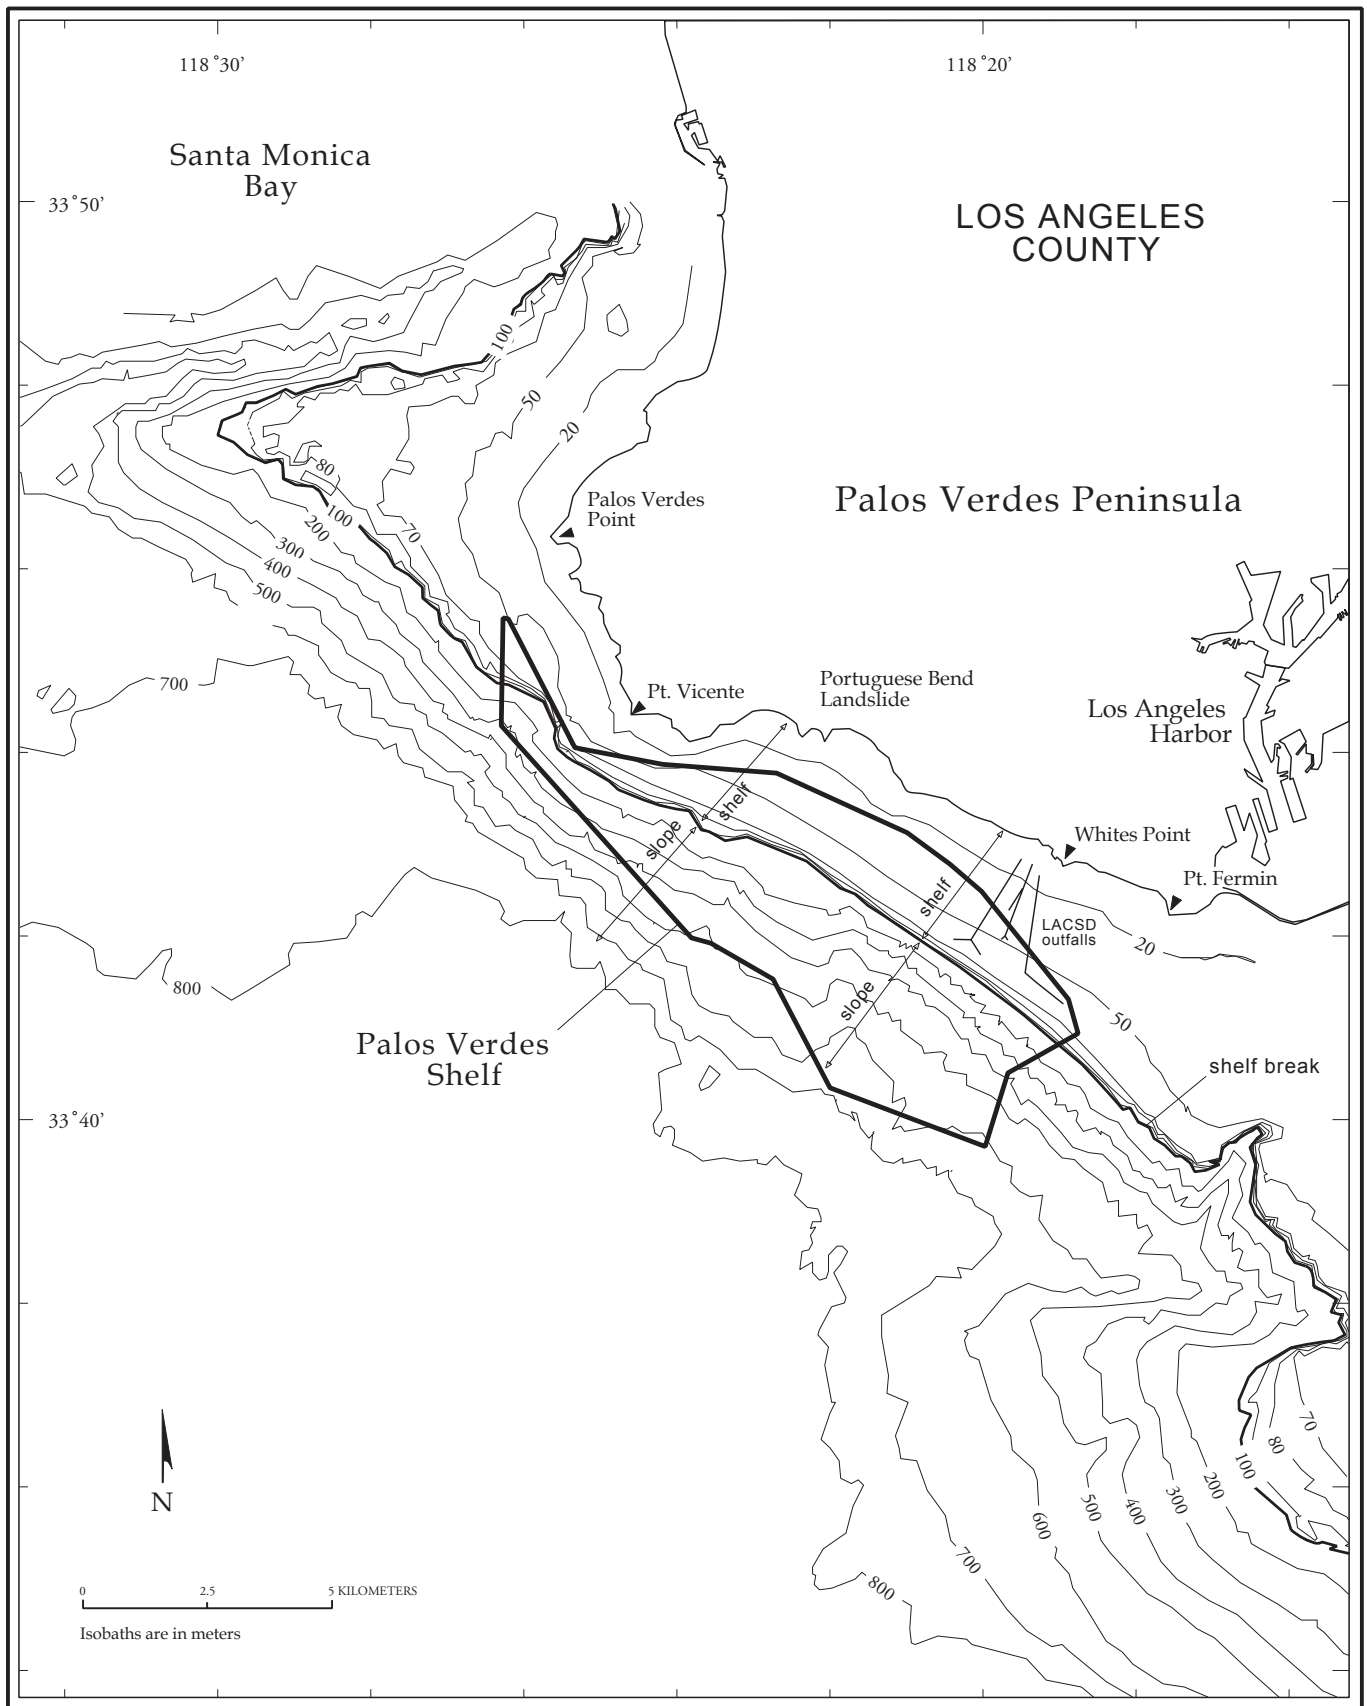 118°30'
118°20'
Santa Monica
Bay
33°50'
LOS ANGELES
COUNTY
100
50
20
80
Palos Verdes
Point
Palos Verdes Peninsula
100
200
70
300
400
500
700
Pt. Vicente
Portuguese Bend
Landslide
Los Angeles
Harbor
shelf
slope
Whites Point
Pt. Fermin
shelf
LACSD
outfalls
20
800
slope
50
Palos Verdes
Shelf
shelf break
33°40'
70
80
100
200
300
400
500
600
700
800
N
0 2.5 5 KILOMETERS
Isobaths are in meters